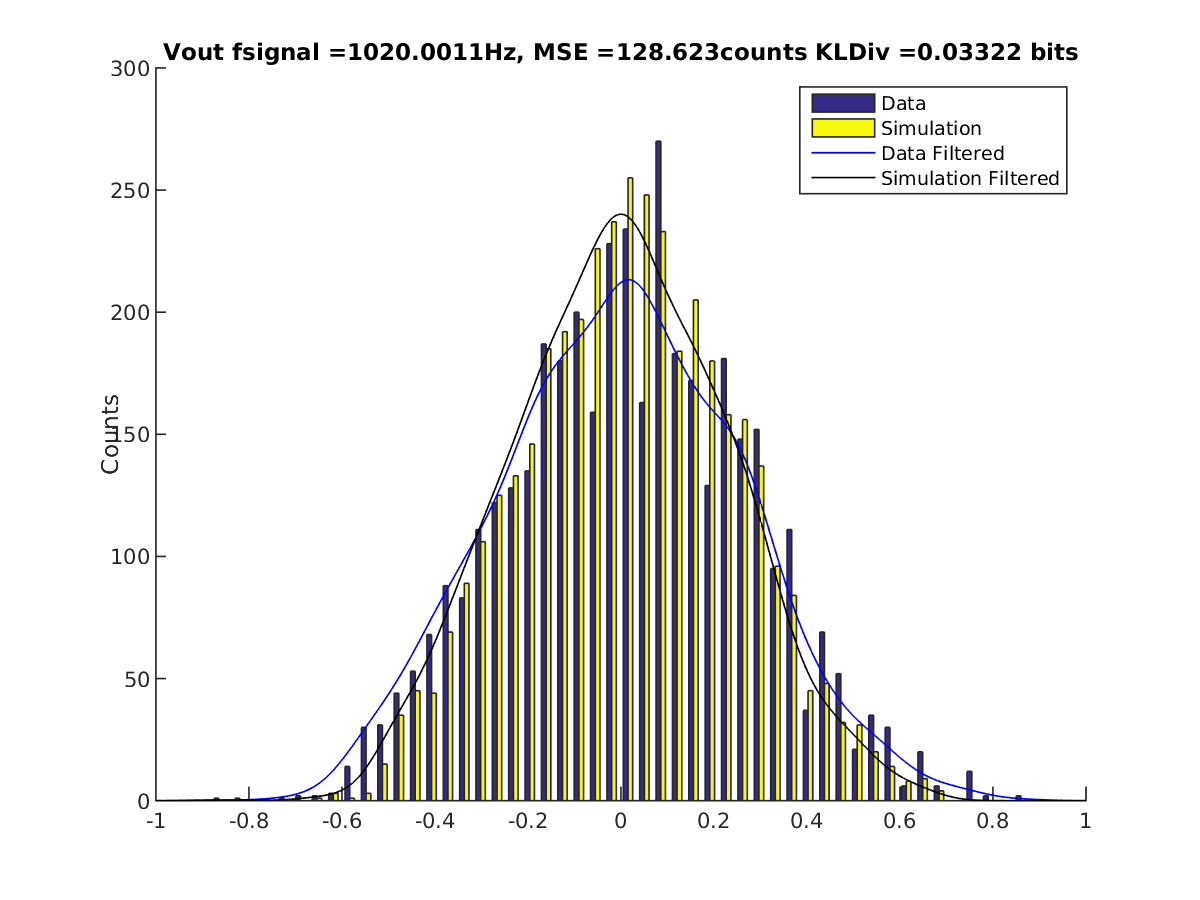 Vout fsignal =1020.0011Hz, MSE =128.623counts KLDiv =0.03322 bits
300
250
200
150
100
50
0
Counts
Data
Simulation
Data Filtered
Simulation Filtered
-1 -0.8 -0.6 -0.4 -0.2 0 0.2 0.4 0.6 0.8 1